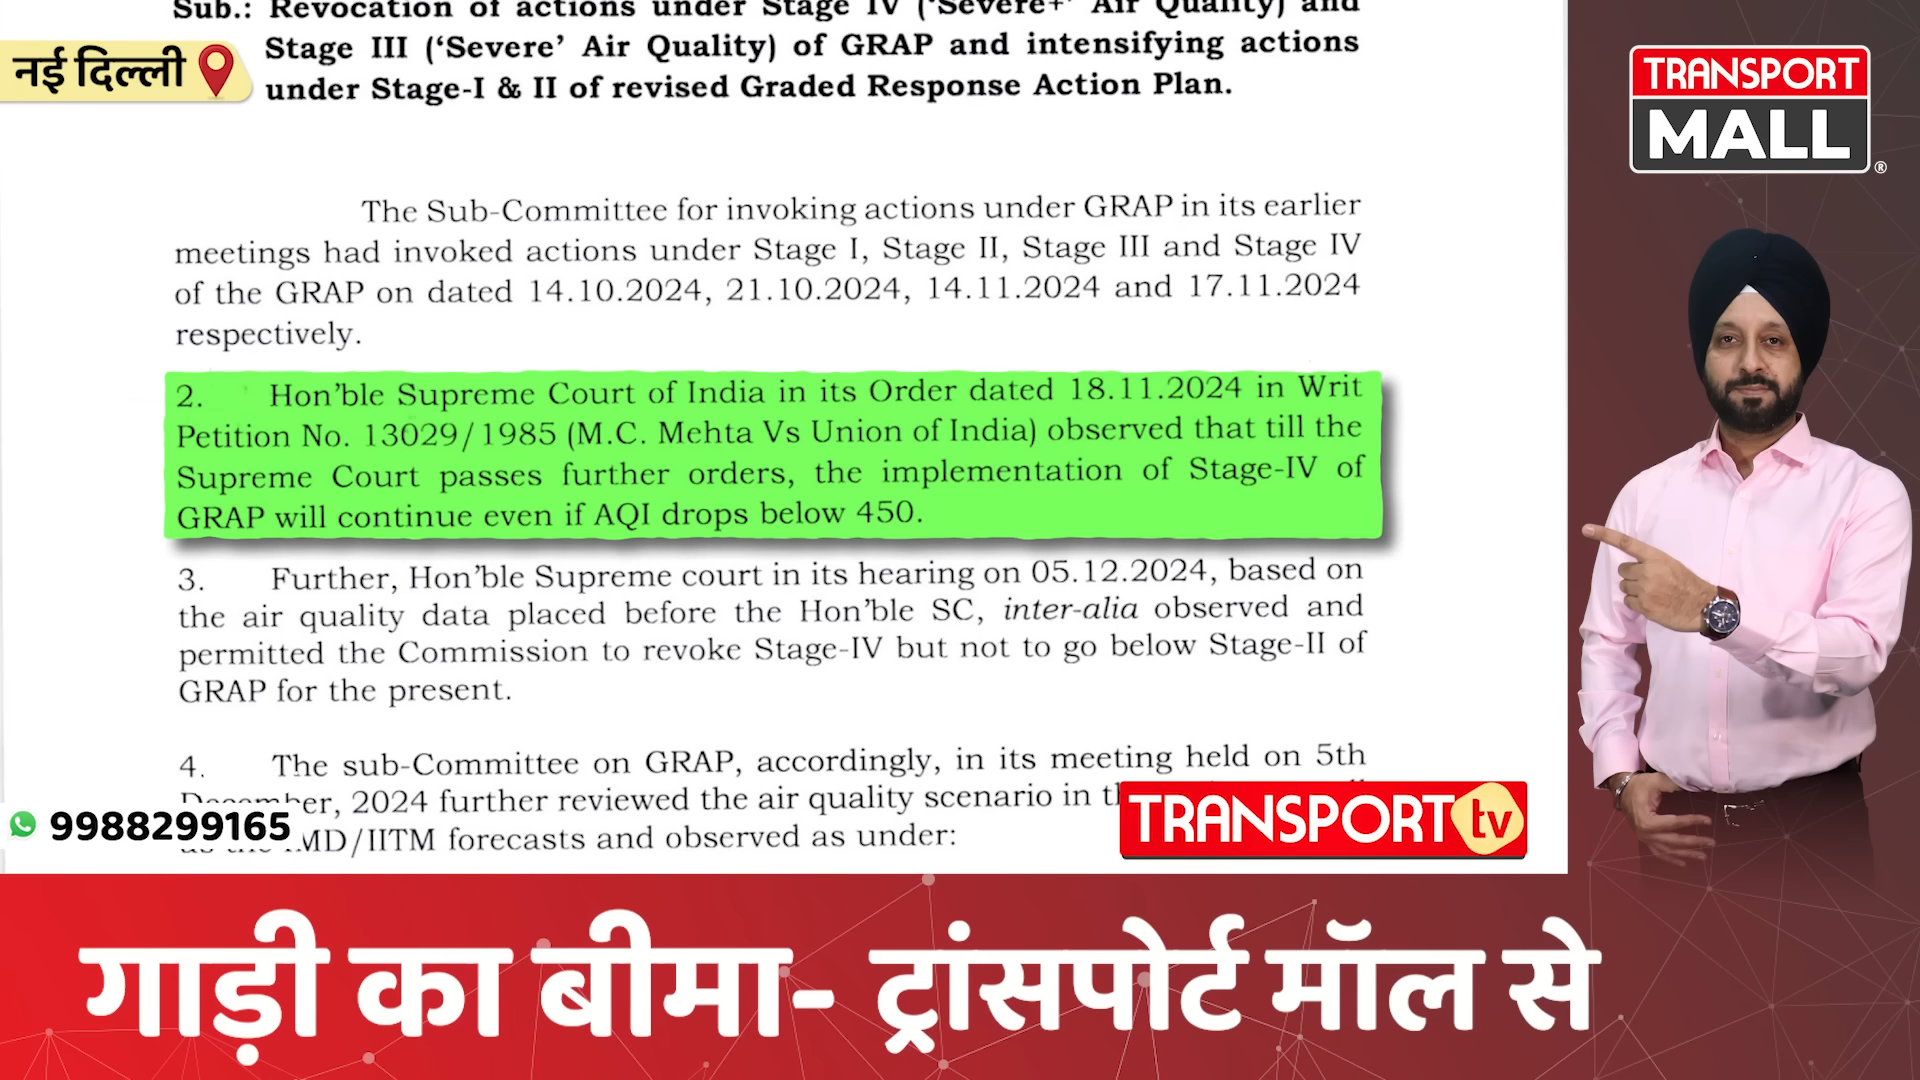 Sub.: Revocation of actions under Stage IV ('Severe+' Air Quality) and
Stage III ('Severe' Air Quality) of GRAP and intensifying actions
under Stage-I & II of revised Graded Response Action Plan.
नई दिल्ली
TRANSPORT
MALL
®
The Sub-Committee for invoking actions under GRAP in its earlier
meetings had invoked actions under Stage I, Stage II, Stage III and Stage IV
of the GRAP on dated 14.10.2024, 21.10.2024, 14.11.2024 and 17.11.2024
respectively.
2. Hon'ble Supreme Court of India in its Order dated 18.11.2024 in Writ
Petition No. 13029/1985 (M.C. Mehta Vs Union of India) observed that till the
Supreme Court passes further orders, the implementation of Stage-IV of
GRAP will continue even if AQI drops below 450.
3. Further, Hon'ble Supreme court in its hearing on 05.12.2024, based on
the air quality data placed before the Hon'ble SC, inter-alia observed and
permitted the Commission to revoke Stage-IV but not to go below Stage-II of
GRAP for the present.
4. The sub-Committee on GRAP, accordingly, in its meeting held on 5th
December, 2024 further reviewed the air quality scenario in
IMD/IITM forecasts and observed as under:
9988299165
TRANSPORT tv
गाड़ी का बीमा- ट्रांसपोर्ट मॉल से